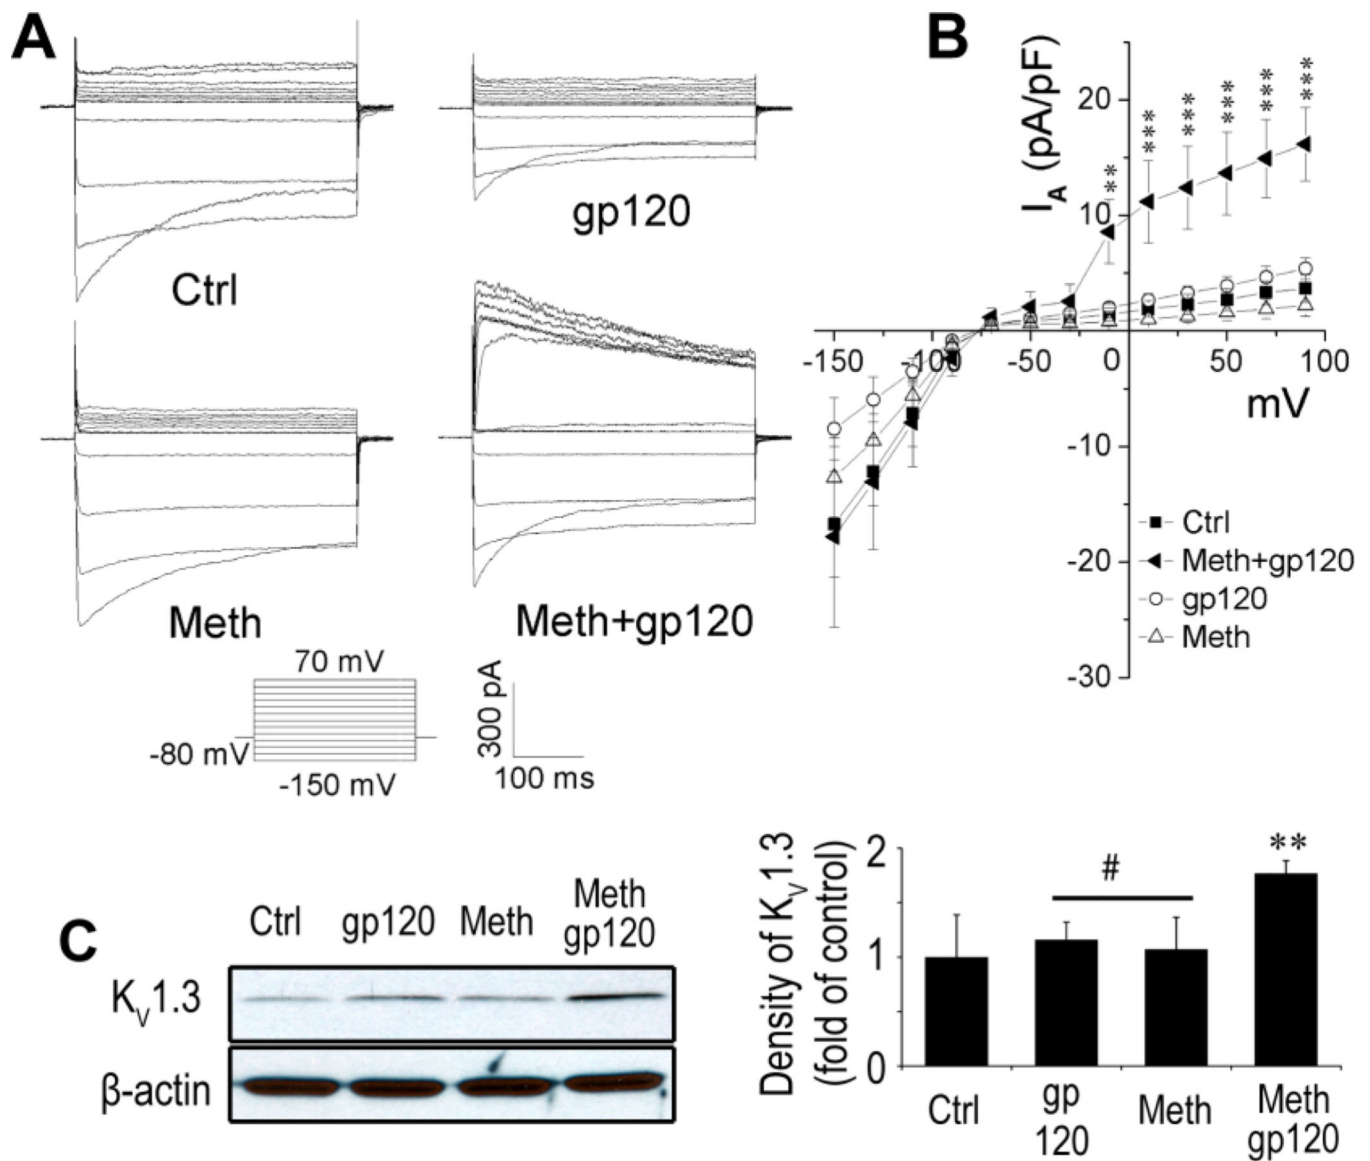 A
B
Ctrl
gp120
Meth
Meth+gp120
70 mV
-80 mV
-150 mV
300 pA
100 ms
I_A (pA/pF)
20
10
-10
-20
-30
-150
-100
-50
0
50
100
mV
**
***
***
***
***
***
Ctrl
Meth+gp120
gp120
Meth
C
Ctrl
gp120
Meth
Meth
gp120
K_V1.3
β-actin
Density of K_V1.3
(fold of control)
2
1
0
#
**
Ctrl
gp
120
Meth
Meth
gp120